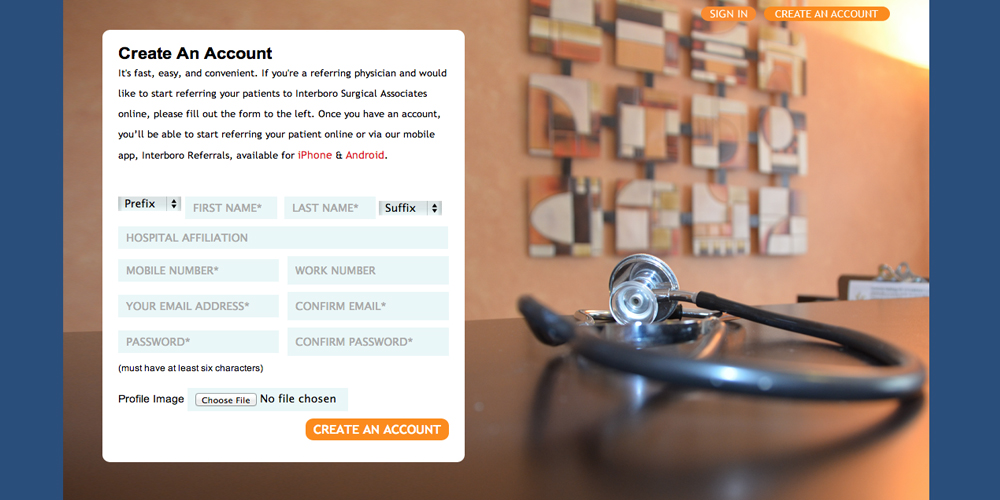 SIGN IN
CREATE AN ACCOUNT
Create An Account
It's fast, easy, and convenient. If you're a referring physician and would
like to start referring your patients to Interboro Surgical Associates
online, please fill out the form to the left. Once you have an account,
you'll be able to start referring your patient online or via our mobile
app, Interboro Referrals, available for iPhone & Android.
Prefix
FIRST NAME*
LAST NAME*
Suffix
HOSPITAL AFFILIATION
MOBILE NUMBER*
WORK NUMBER
YOUR EMAIL ADDRESS*
CONFIRM EMAIL*
PASSWORD*
CONFIRM PASSWORD*
(must have at least six characters)
Profile Image
Choose File
No file chosen
CREATE AN ACCOUNT